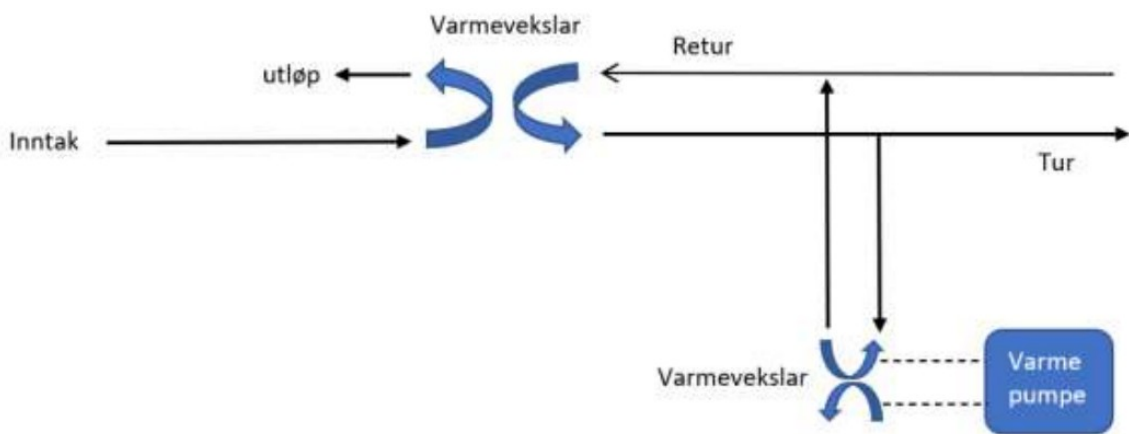 Varmevekslar
Retur
utløp
Inntak
Tur
Varmevekslar
Varme
pumpe